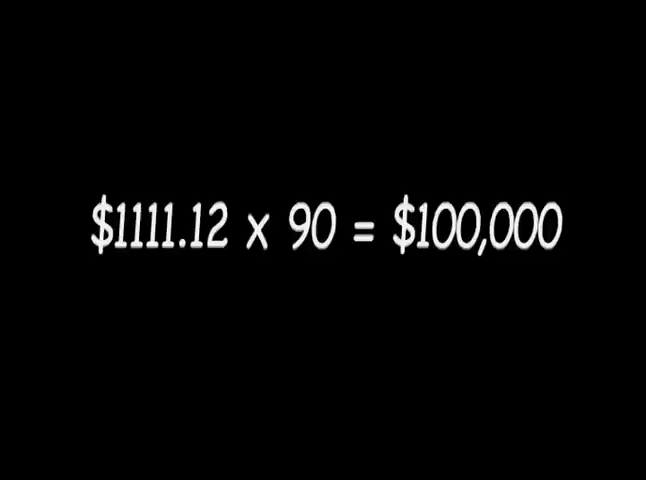 $1111.12 x 90 = $100,000